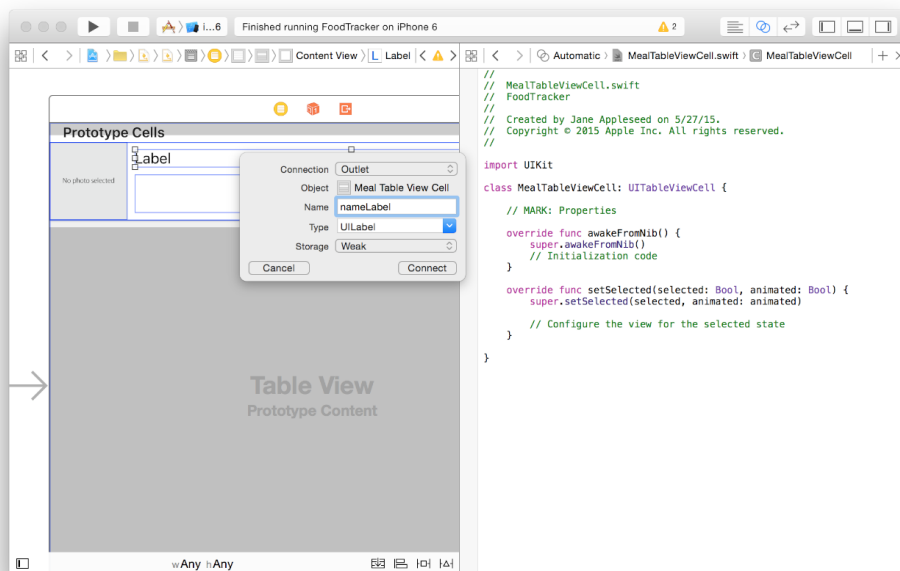 i...6
Finished running FoodTracker on iPhone 6
2
Content View
L Label
Automatic
MealTableViewCell.swift
C MealTableViewCell
Prototype Cells
No photo selected
Label
Connection Outlet
Object Meal Table View Cell
Name nameLabel
Type UILabel
Storage Weak
Cancel Connect
Table View
Prototype Content
wAny hAny
//
// MealTableViewCell.swift
// FoodTracker
//
// Created by Jane Appleseed on 5/27/15.
// Copyright © 2015 Apple Inc. All rights reserved.
//
import UIKit
class MealTableViewCell: UITableViewCell {
// MARK: Properties
override func awakeFromNib() {
super.awakeFromNib()
// Initialization code
}
override func setSelected(selected: Bool, animated: Bool) {
super.setSelected(selected, animated: animated)
// Configure the view for the selected state
}
}